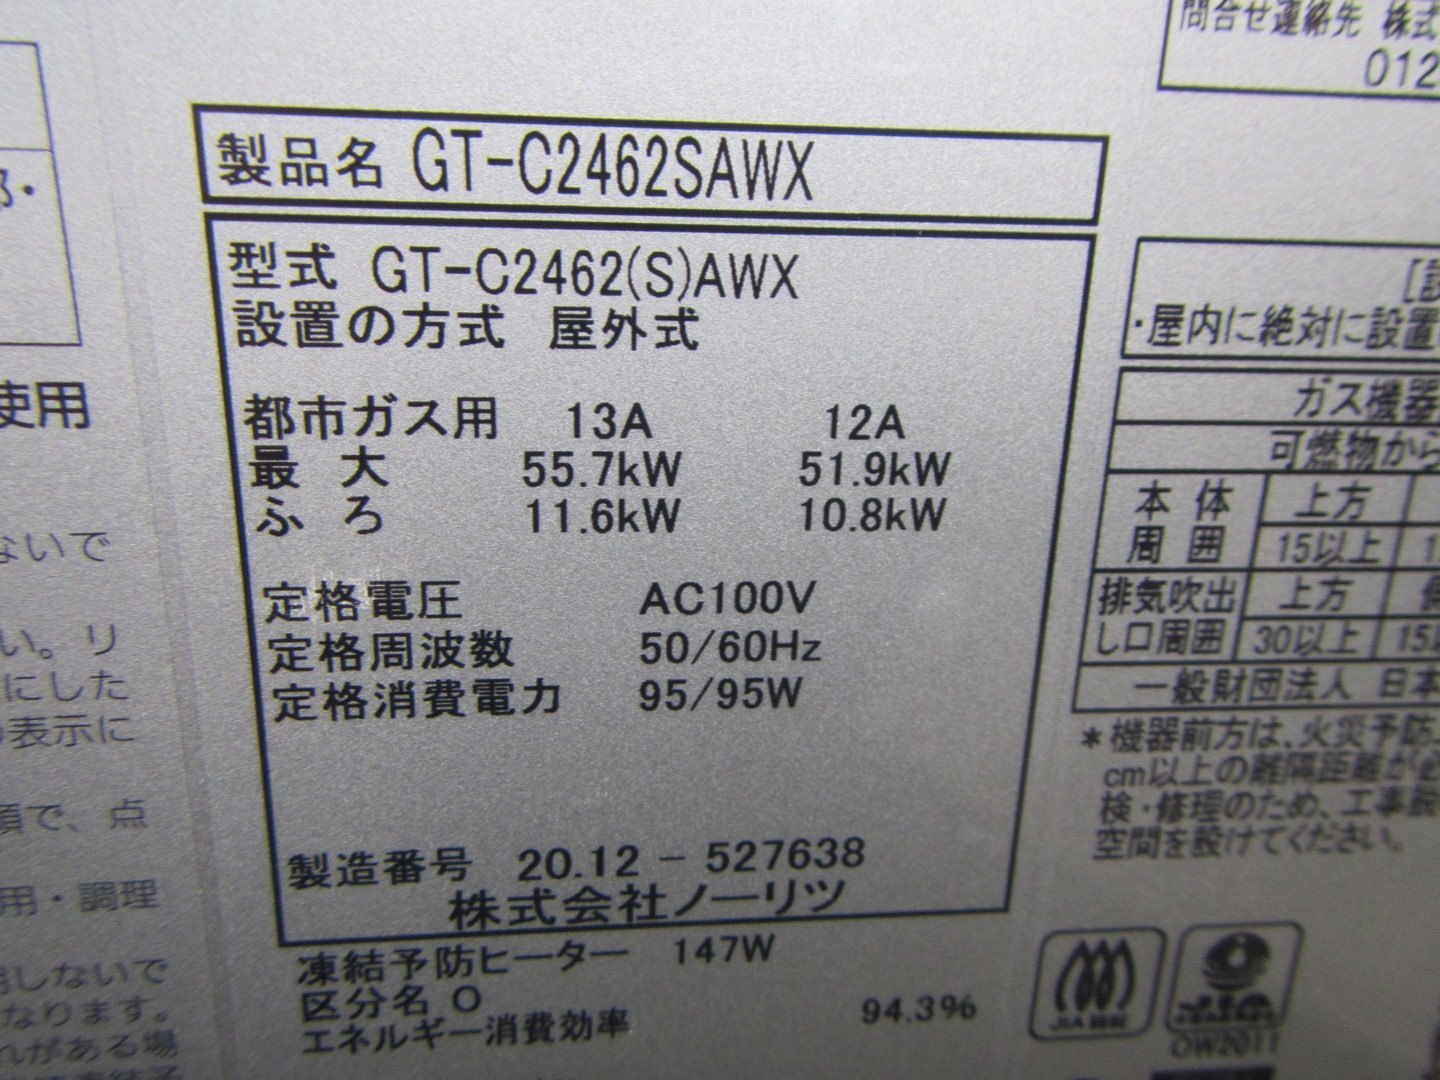 問合せ連絡先 株式
012
製品名 GT-C2462SAWX
型式 GT-C2462(S)AWX
設置の方式 屋外式
都市ガス用 13A 12A
最大 55.7kW 51.9kW
ふろ 11.6kW 10.8kW
定格電圧 AC100V
定格周波数 50/60Hz
定格消費電力 95/95W
製造番号 20.12-527638
株式会社ノーリツ
凍結予防ヒーター 147W
区分名 O
エネルギー消費効率 94.3%
使用
ないで
い。リ
にした
表示に
順で、点
用・調理
しないで
なります。
がある場
・屋内に絶対に設置
ガス機器
可燃物から
本体周囲 上方
15以上
排気吹出し口周囲 上方
30以上 15
一般財団法人 日本
*機器前方は、火災予防
cm以上の離隔距離が必
検・修理のため、工事説
空間を設けてください。
JIA
OW2011